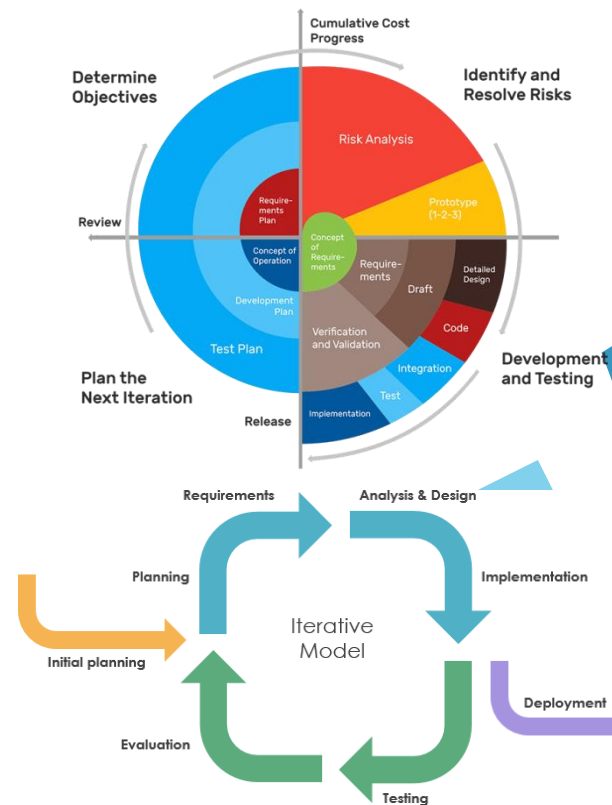 Cumulative Cost
Progress
Determine
Objectives
Identify and
Resolve Risks
Risk Analysis
Prototype
(1-2-3)
Require-
ments
Plan
Review
Concept of
Operation
Concept
of
Require-
ments
Require-
ments
Draft
Detailed
Design
Development
Plan
Code
Verification
and Validation
Test Plan
Integration
Development
and Testing
Plan the
Next Iteration
Test
Release
Implementation
Requirements
Analysis & Design
Planning
Implementation
Iterative
Model
Initial planning
Deployment
Evaluation
Testing